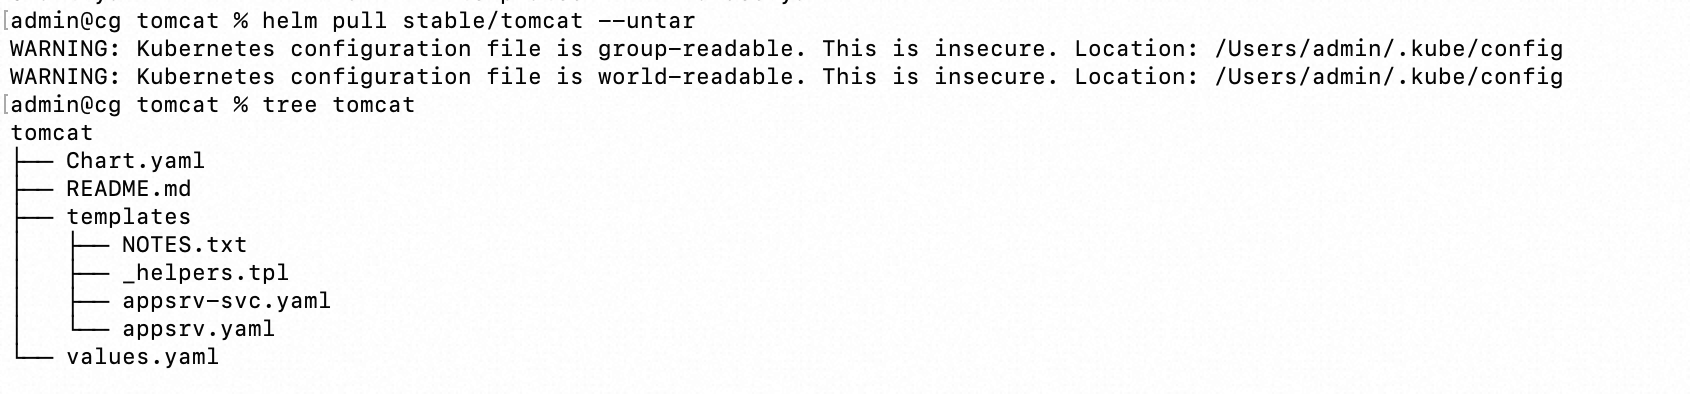 [admin@cg tomcat % helm pull stable/tomcat --untar
WARNING: Kubernetes configuration file is group-readable. This is insecure. Location: /Users/admin/.kube/config
WARNING: Kubernetes configuration file is world-readable. This is insecure. Location: /Users/admin/.kube/config
[admin@cg tomcat % tree tomcat
tomcat
├── Chart.yaml
├── README.md
├── templates
│   ├── NOTES.txt
│   ├── _helpers.tpl
│   ├── appsrv-svc.yaml
│   └── appsrv.yaml
└── values.yaml